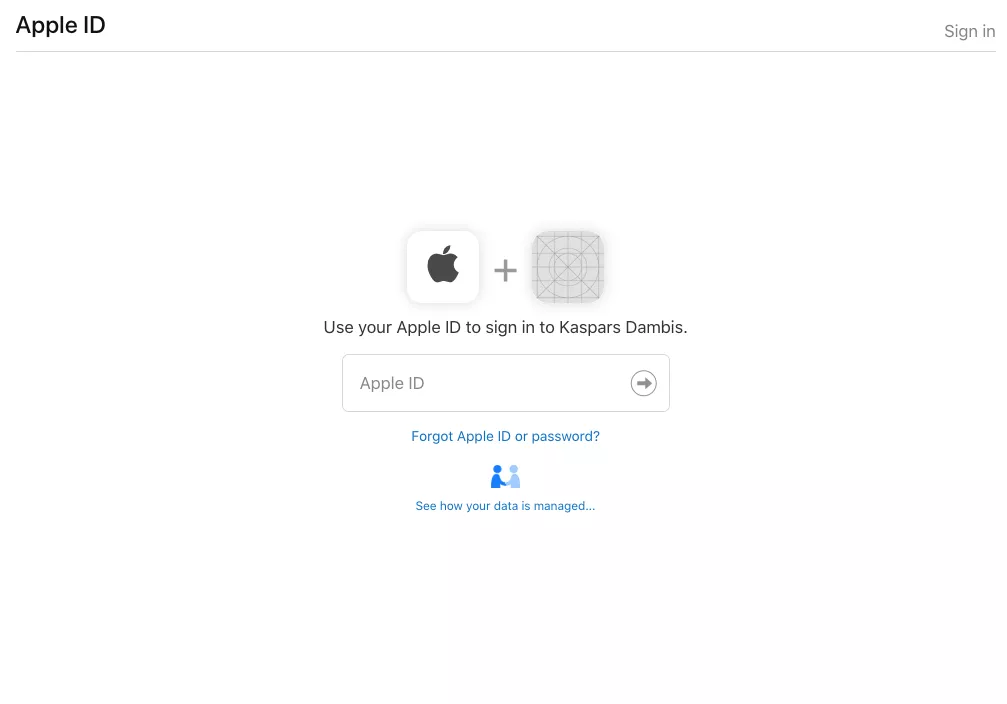 Apple ID
Sign in
Use your Apple ID to sign in to Kaspars Dambis.
Apple ID
Forgot Apple ID or password?
See how your data is managed...